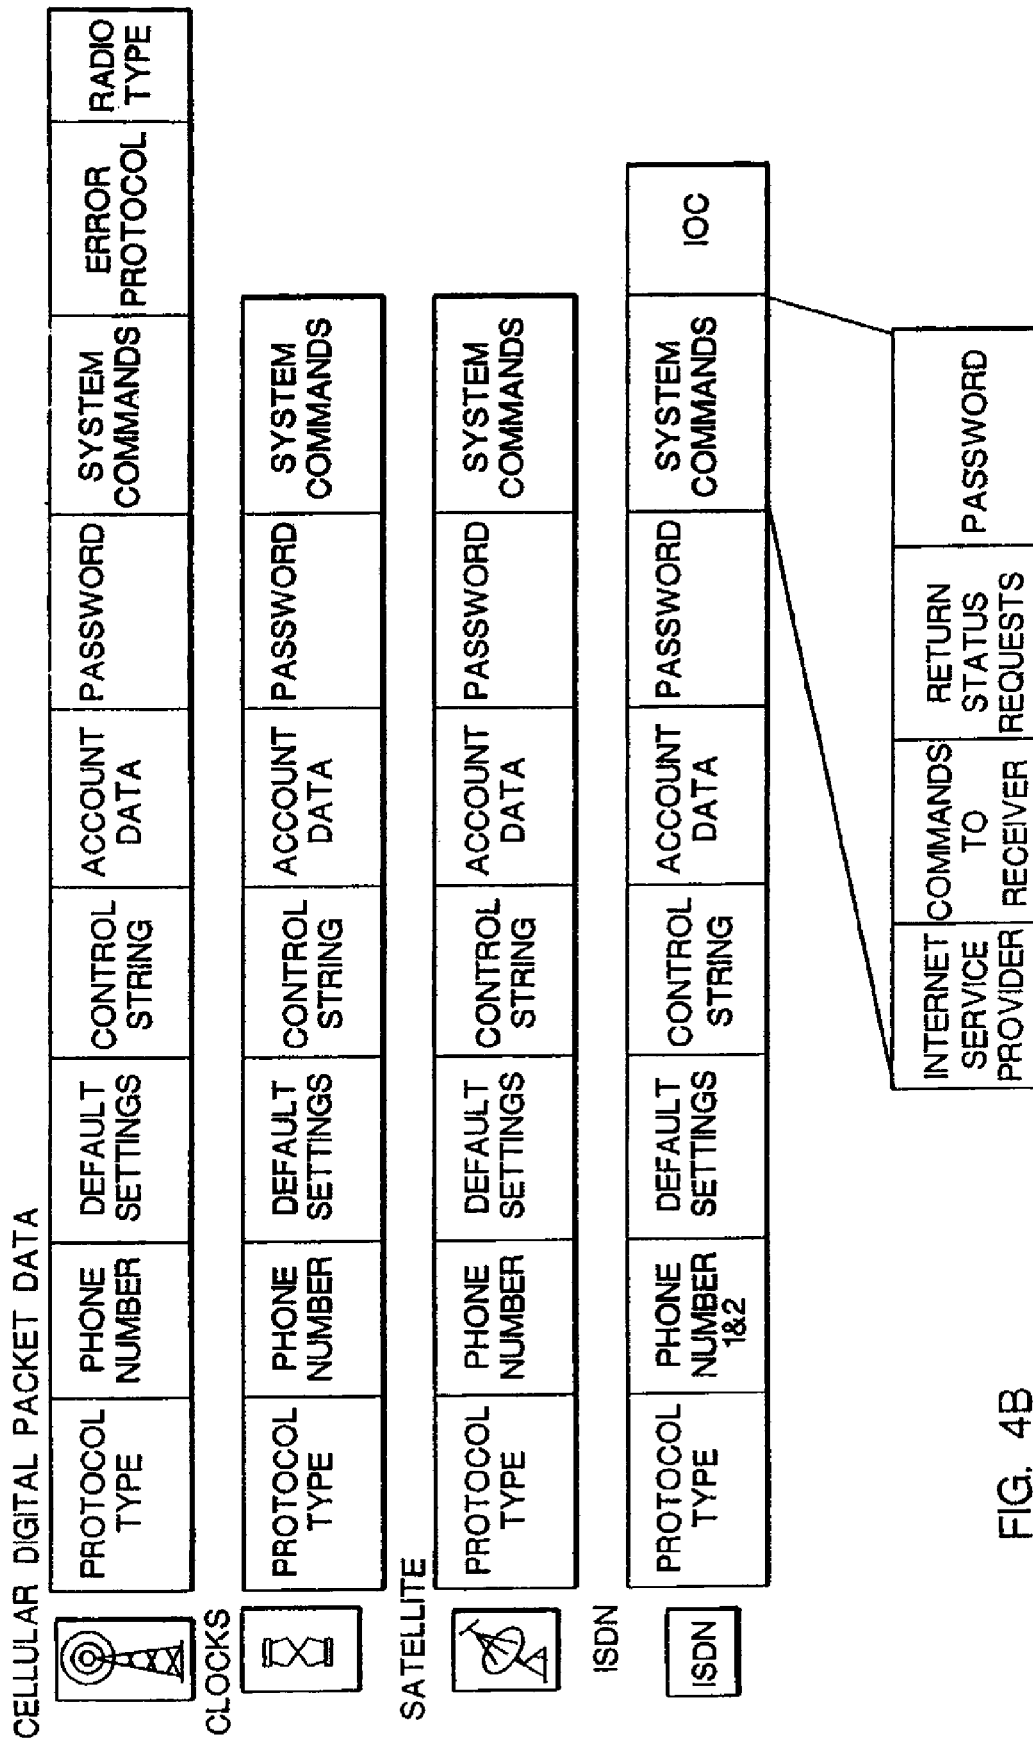 CELLULAR DIGITAL PACKET DATA
PROTOCOL
TYPE
PHONE
NUMBER
DEFAULT
SETTINGS
CONTROL
STRING
ACCOUNT
DATA
PASSWORD
SYSTEM
COMMANDS
ERROR
PROTOCOL
RADIO
TYPE
CLOCKS
PROTOCOL
TYPE
PHONE
NUMBER
DEFAULT
SETTINGS
CONTROL
STRING
ACCOUNT
DATA
PASSWORD
SYSTEM
COMMANDS
SATELLITE
PROTOCOL
TYPE
PHONE
NUMBER
DEFAULT
SETTINGS
CONTROL
STRING
ACCOUNT
DATA
PASSWORD
SYSTEM
COMMANDS
ISDN
ISDN
PROTOCOL
TYPE
PHONE
NUMBER
1&2
DEFAULT
SETTINGS
CONTROL
STRING
ACCOUNT
DATA
PASSWORD
SYSTEM
COMMANDS
IOC
INTERNET
SERVICE
PROVIDER
COMMANDS
TO
RECEIVER
RETURN
STATUS
REQUESTS
PASSWORD
FIG. 4B